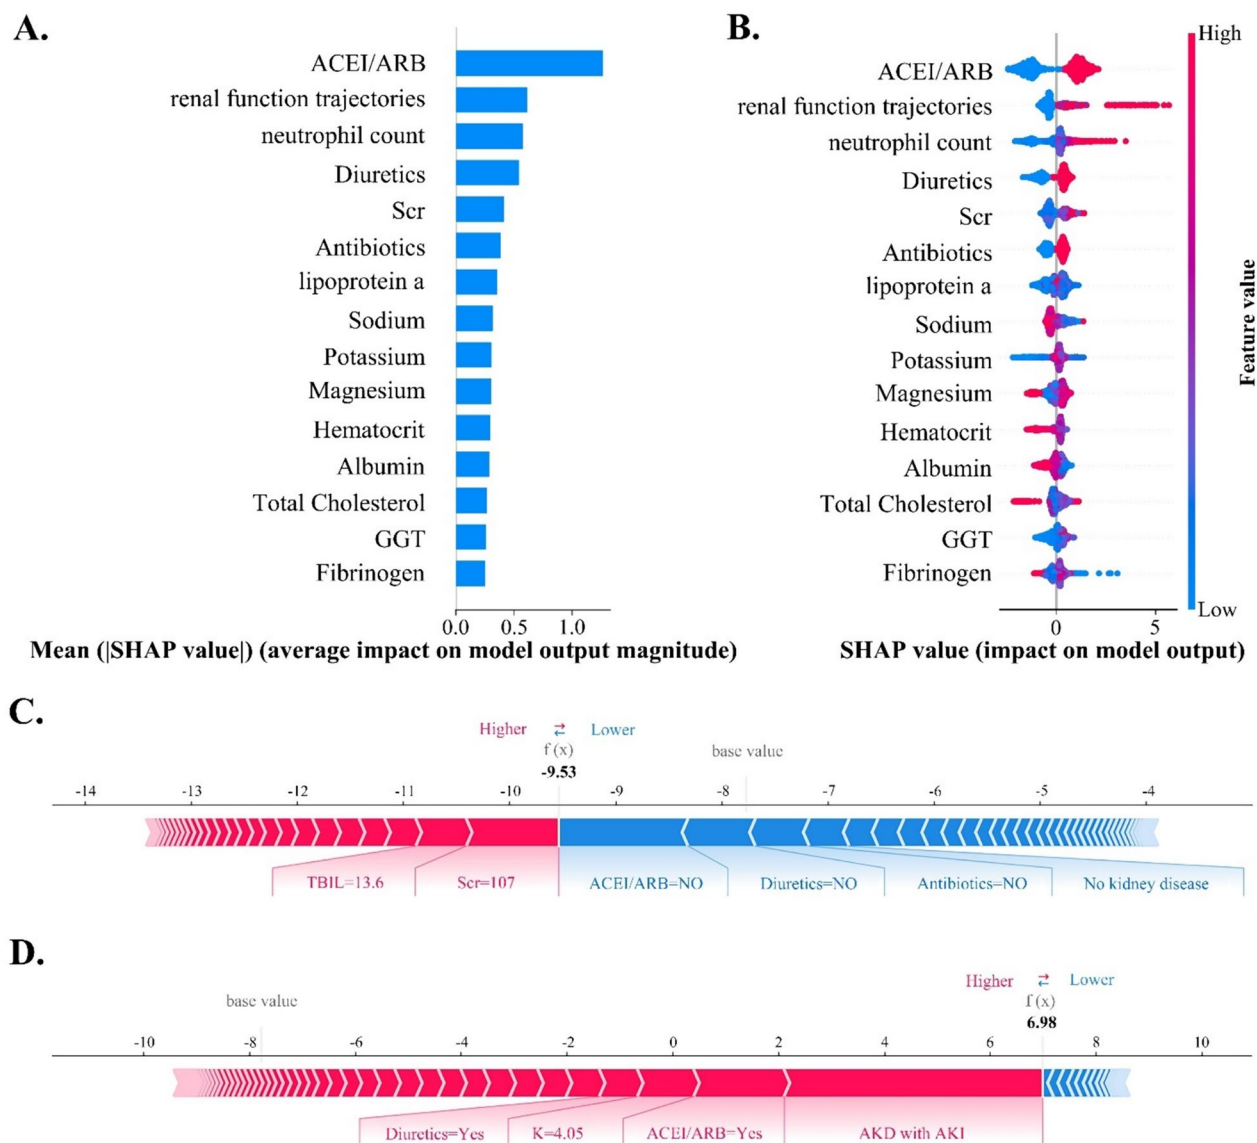 A.
ACEI/ARB
renal function trajectories
neutrophil count
Diuretics
Scr
Antibiotics
lipoprotein a
Sodium
Potassium
Magnesium
Hematocrit
Albumin
Total Cholesterol
GGT
Fibrinogen
0.0 0.5 1.0
Mean (|SHAP value|) (average impact on model output magnitude)
B.
High
ACEI/ARB
renal function trajectories
neutrophil count
Diuretics
Scr
Antibiotics
lipoprotein a
Sodium
Potassium
Magnesium
Hematocrit
Albumin
Total Cholesterol
GGT
Fibrinogen
Feature value
Low
0 5
SHAP value (impact on model output)
C.
Higher ⇄ Lower
f (x)
base value
-9.53
-14 -13 -12 -11 -10 -9 -8 -7 -6 -5 -4
TBIL=13.6 Scr=107 ACEI/ARB=NO Diuretics=NO Antibiotics=NO No kidney disease
D.
Higher ⇄ Lower
base value
f (x)
6.98
-10 -8 -6 -4 -2 0 2 4 6 8 10
Diuretics=Yes K=4.05 ACEI/ARB=Yes AKD with AKI